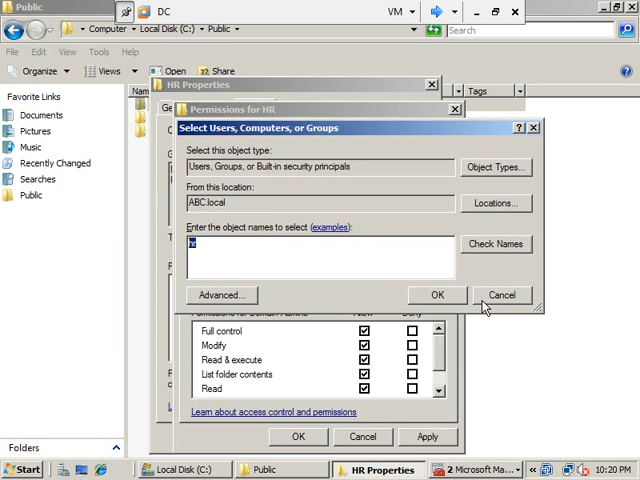 Public
DC
VM
Computer
Local Disk (C:)
Public
Search
File Edit View Tools Help
Organize Views Open Share
Favorite Links
Documents
Pictures
Music
Recently Changed
Searches
Public
Folders
Tags
HR Properties
Permissions for HR
Select Users, Computers, or Groups
Select this object type:
Users, Groups, or Built-in security principals
Object Types...
From this location:
ABC.local
Locations...
Enter the object names to select (examples):
hr
Check Names
Advanced...
OK
Cancel
Full control
Modify
Read & execute
List folder contents
Read
Learn about access control and permissions
OK
Cancel
Apply
Start
Local Disk (C:)
Public
HR Properties
2 Microsoft Ma...
10:20 PM